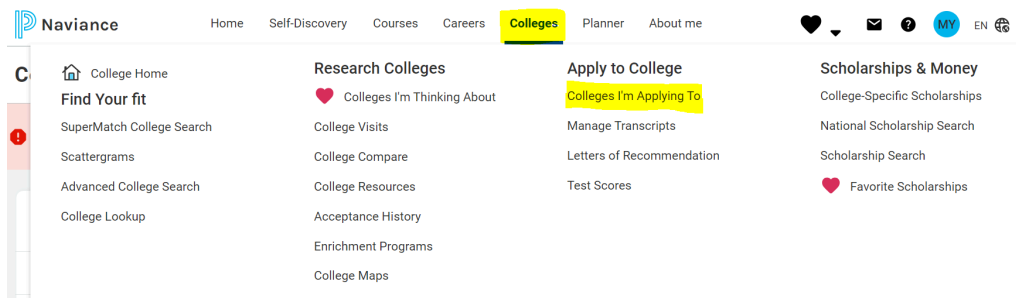 Naviance
Home Self-Discovery Courses Careers Colleges Planner About me
MY EN
College Home
Find Your fit
SuperMatch College Search
Scattergrams
Advanced College Search
College Lookup
Research Colleges
Colleges I'm Thinking About
College Visits
College Compare
College Resources
Acceptance History
Enrichment Programs
College Maps
Apply to College
Colleges I'm Applying To
Manage Transcripts
Letters of Recommendation
Test Scores
Scholarships & Money
College-Specific Scholarships
National Scholarship Search
Scholarship Search
Favorite Scholarships